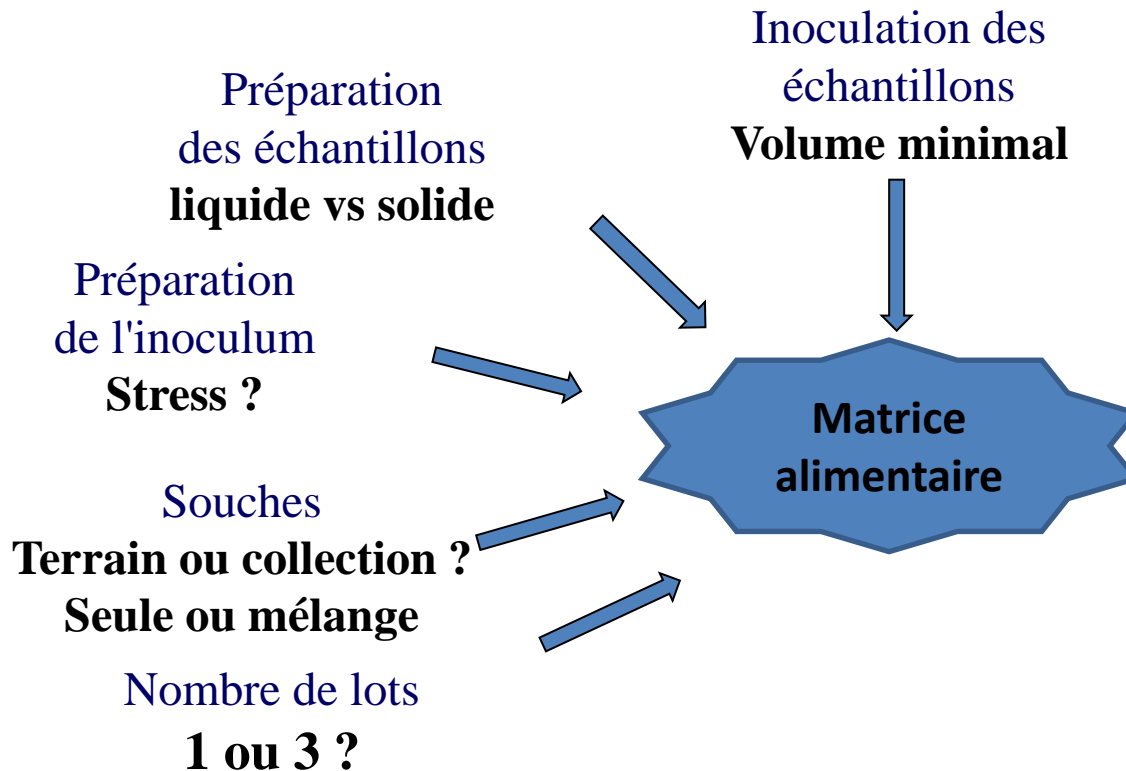 Inoculation des
échantillons
Volume minimal
Préparation
des échantillons
liquide vs solide
Préparation
de l'inoculum
Stress ?
Souches
Terrain ou collection ?
Seule ou mélange
Nombre de lots
1 ou 3 ?
Matrice
alimentaire